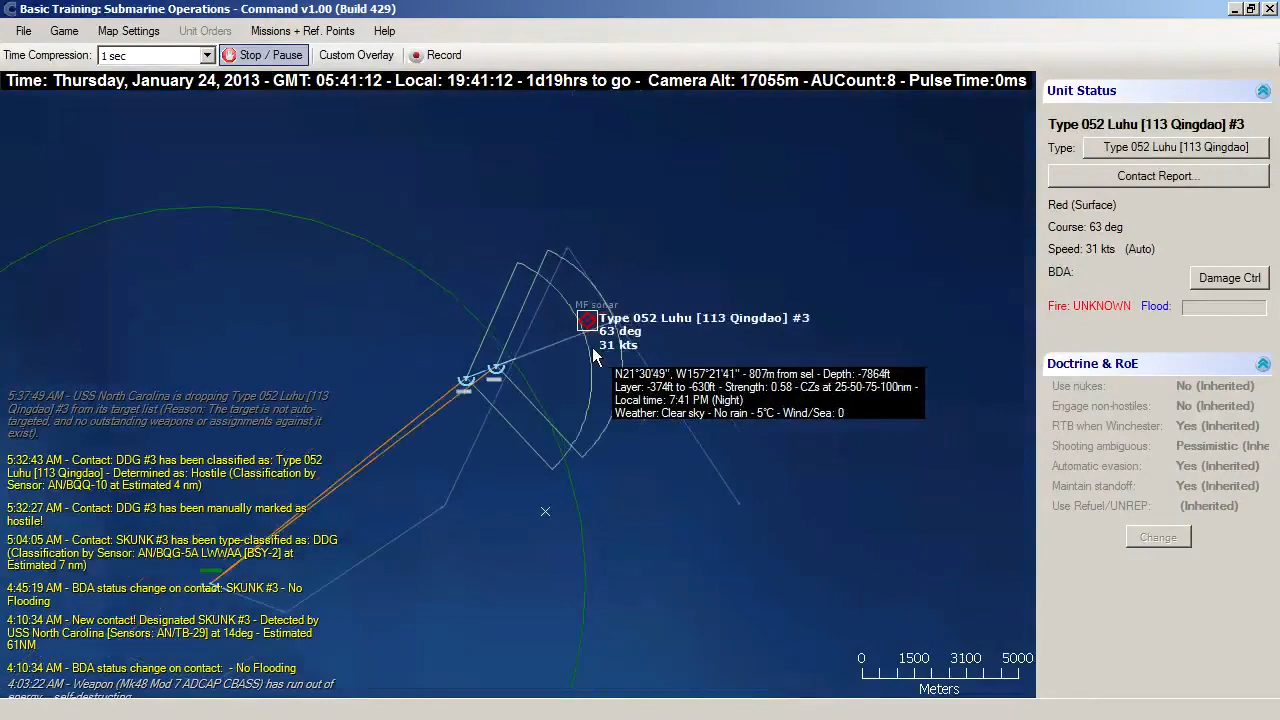 Basic Training: Submarine Operations - Command v1.00 (Build 429)
File Game Map Settings Unit Orders Missions + Ref. Points Help
Time Compression: 1 sec Stop / Pause Custom Overlay Record
Time: Thursday, January 24, 2013 - GMT: 05:41:12 - Local: 19:41:12 - 1d19hrs to go - Camera Alt: 17055m - AUCount:8 - PulseTime:0ms
MF sonar
Type 052 Luhu [113 Qingdao] #3
63 deg
31 kts
N21°30'49'', W157°21'41'' - 807m from sel - Depth: -7864ft
Layer: -374ft to -630ft - Strength: 0.58 - CZs at 25-50-75-100nm -
Local time: 7:41 PM (Night)
Weather: Clear sky - No rain - 5°C - Wind/Sea: 0
5:37:49 AM - USS North Carolina is dropping Type 052 Luhu [113
Qingdao] #3 from its target list (Reason: The target is not auto-
targeted, and no outstanding weapons or assignments against it
exist).
5:32:43 AM - Contact: DDG #3 has been classified as: Type 052
Luhu [113 Qingdao] - Determined as: Hostile (Classification by
Sensor: AN/BQQ-10 at Estimated 4 nm)
5:32:27 AM - Contact: DDG #3 has been manually marked as
hostile!
5:04:05 AM - Contact: SKUNK #3 has been type-classified as: DDG
(Classification by Sensor: AN/BQG-5A LWWAA [BSY-2] at
Estimated 7 nm)
4:45:19 AM - BDA status change on contact: SKUNK #3 - No
Flooding
4:10:34 AM - New contact! Designated SKUNK #3 - Detected by
USS North Carolina [Sensors: AN/TB-29] at 14deg - Estimated
61NM
4:10:34 AM - BDA status change on contact: - No Flooding
4:03:22 AM - Weapon (Mk48 Mod 7 ADCAP CBASS) has run out of
energy... self-destructing
0 1500 3100 5000
Meters
Unit Status
Type 052 Luhu [113 Qingdao] #3
Type: Type 052 Luhu [113 Qingdao]
Contact Report...
Red (Surface)
Course: 63 deg
Speed: 31 kts (Auto)
BDA: Damage Ctrl
Fire: UNKNOWN Flood:
Doctrine & RoE
Use nukes: No (Inherited)
Engage non-hostiles: No (Inherited)
RTB when Winchester: Yes (Inherited)
Shooting ambiguous: Pessimistic (Inhe
Automatic evasion: Yes (Inherited)
Maintain standoff: Yes (Inherited)
Use Refuel/UNREP: (Inherited)
Change